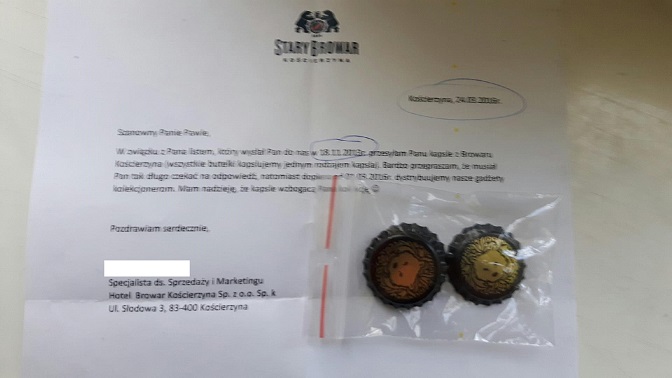 STARY BROWAR
KOŚCIERZYNA
Kościerzyna, 24.03.2016r.
Szanowny Panie Pawle,
W związku z Pana listem, który wysłał Pan do nas w 18.11.2013r. przesyłam Panu kapsle z Browaru
Kościerzyna (wszystkie butelki kapslujemy jednym rodzajem kapsla). Bardzo przepraszam, że musiał
Pan tak długo czekać na odpowiedź, natomiast dopiero od 01.03.2016r. dystrybuujemy nasze gadżety
kolekcjonerom. Mam nadzieję, że kapsle wzbogacą Pana kolekcję ☺
Pozdrawiam serdecznie,
Specjalista ds. Sprzedaży i Marketingu
Hotel Browar Kościerzyna Sp. z o.o. Sp. k
Ul. Słodowa 3, 83-400 Kościerzyna